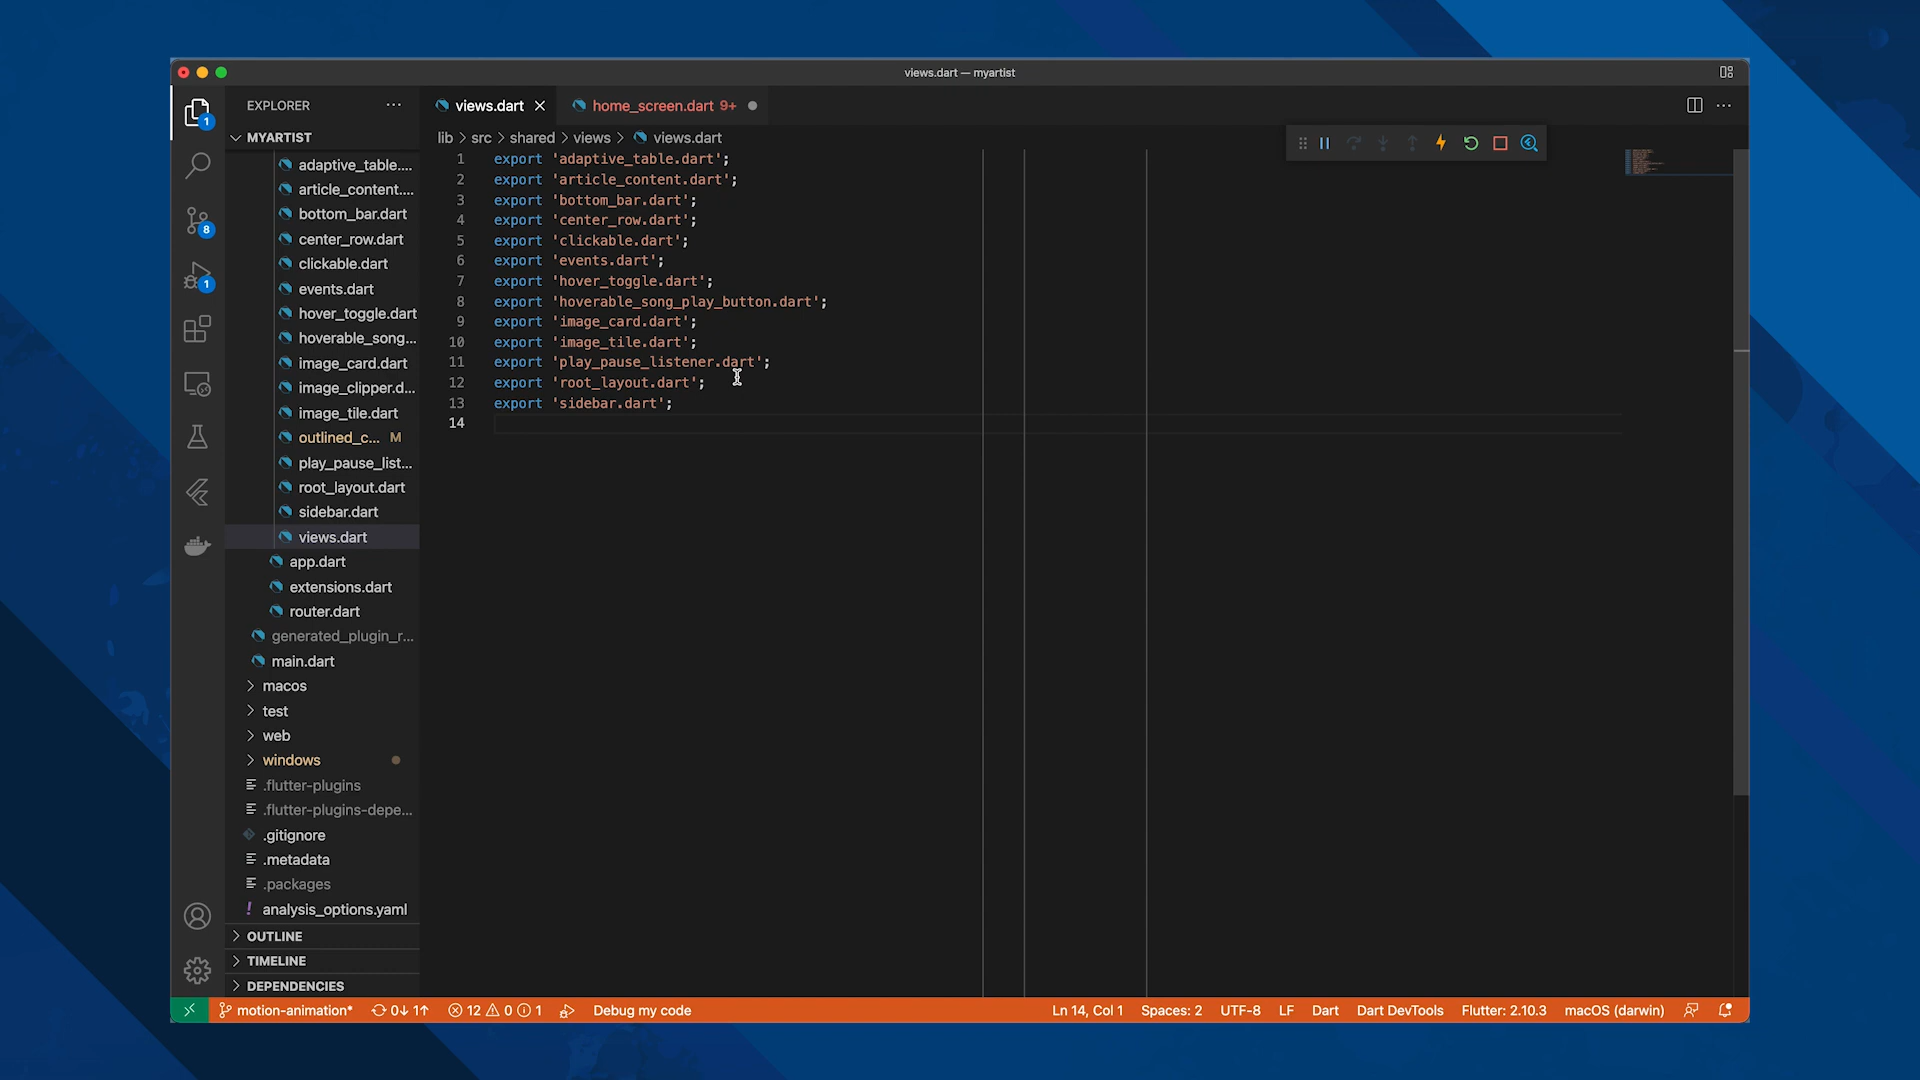 views.dart — myartist
EXPLORER
views.dart
home_screen.dart 9+
MYARTIST
lib > src > shared > views > views.dart
1
8
1
adaptive_table....
article_content....
bottom_bar.dart
center_row.dart
clickable.dart
events.dart
hover_toggle.dart
hoverable_song...
image_card.dart
image_clipper.d...
image_tile.dart
outlined_c... M
play_pause_list...
root_layout.dart
sidebar.dart
views.dart
app.dart
extensions.dart
router.dart
generated_plugin_r...
main.dart
macos
test
web
windows
.flutter-plugins
.flutter-plugins-depe...
.gitignore
.metadata
.packages
! analysis_options.yaml
OUTLINE
TIMELINE
DEPENDENCIES
1 export 'adaptive_table.dart';
2 export 'article_content.dart';
3 export 'bottom_bar.dart';
4 export 'center_row.dart';
5 export 'clickable.dart';
6 export 'events.dart';
7 export 'hover_toggle.dart';
8 export 'hoverable_song_play_button.dart';
9 export 'image_card.dart';
10 export 'image_tile.dart';
11 export 'play_pause_listener.dart';
12 export 'root_layout.dart';
13 export 'sidebar.dart';
14
motion-animation* 0↓ 1↑ 12 0 1 Debug my code Ln 14, Col 1 Spaces: 2 UTF-8 LF Dart Dart DevTools Flutter: 2.10.3 macOS (darwin)